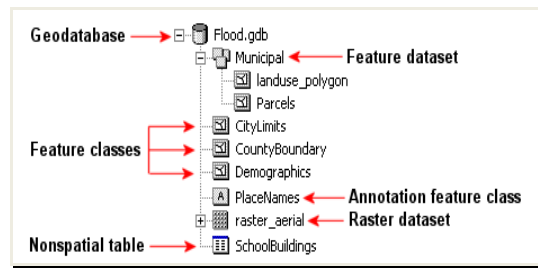 Geodatabase Flood.gdb
Municipal Feature dataset
landuse_polygon
Parcels
CityLimits
Feature classes CountyBoundary
Demographics
A PlaceNames Annotation feature class
raster_aerial Raster dataset
Nonspatial table SchoolBuildings